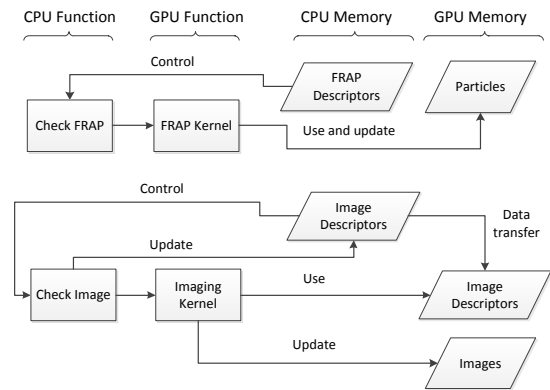 CPU Function GPU Function CPU Memory GPU Memory
Control
FRAP
Descriptors
Particles
Check FRAP
FRAP Kernel
Use and update
Control
Image
Descriptors
Data
transfer
Update
Check Image
Imaging
Kernel
Use
Image
Descriptors
Update
Images